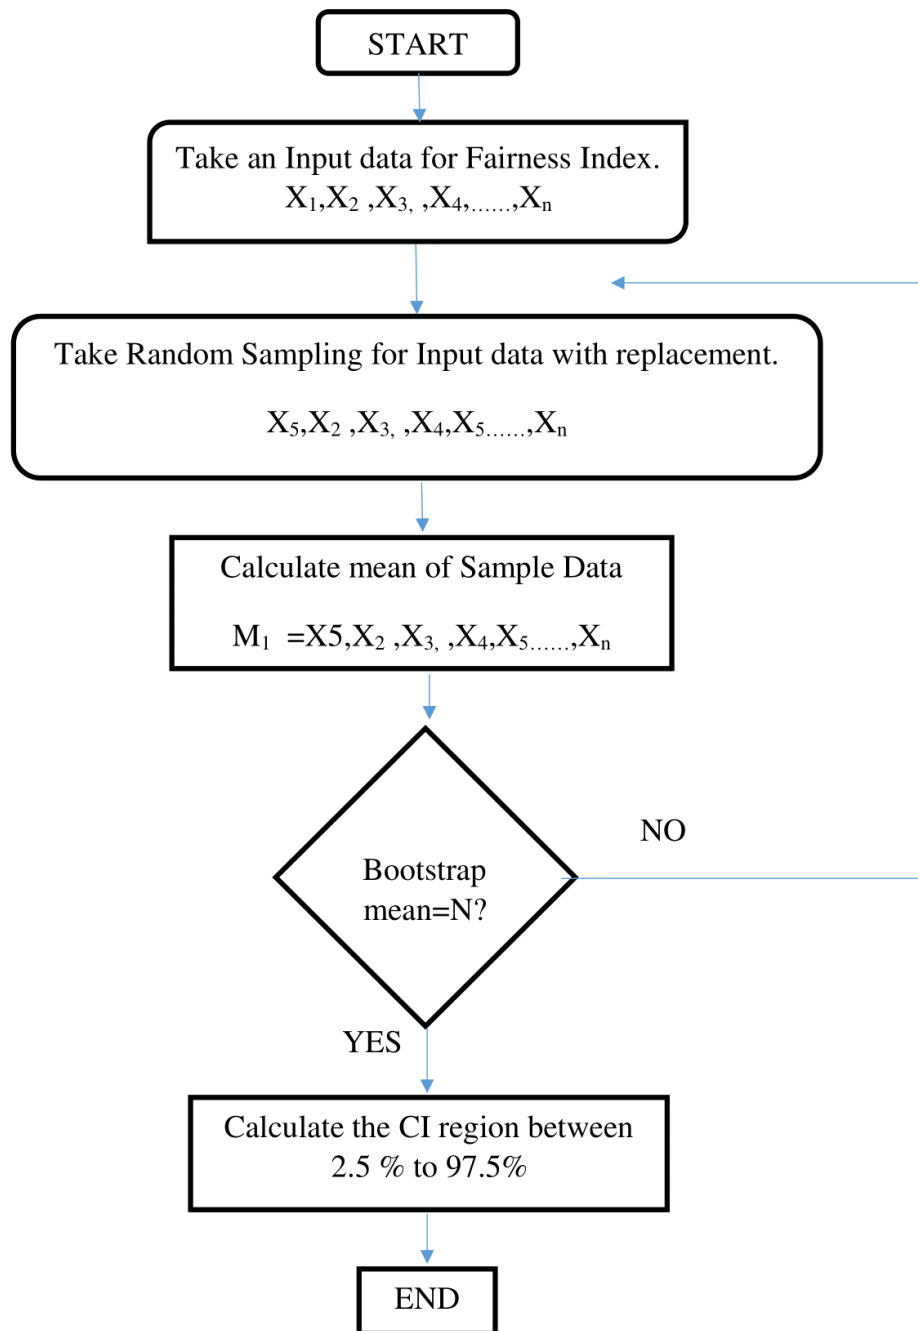 START
Take an Input data for Fairness Index.
X₁,X₂ ,X₃, ,X₄,......,Xₙ
Take Random Sampling for Input data with replacement.
X₅,X₂ ,X₃, ,X₄,X₅......,Xₙ
Calculate mean of Sample Data
M₁ =X5,X₂ ,X₃, ,X₄,X₅......,Xₙ
NO
Bootstrap
mean=N?
YES
Calculate the CI region between
2.5 % to 97.5%
END